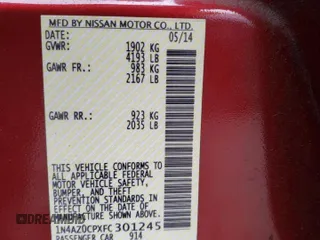 MFD BY NISSAN MOTOR CO., LTD.
05/14
GVWR: 1902 KG
4193 LB
GAWR FR.: 983 KG
2167 LB
GAWR RR.: 923 KG
2035 LB
THIS VEHICLE CONFORMS TO
ALL APPLICABLE FEDERAL
MOTOR VEHICLE SAFETY, BUMPER,
AND THEFT
PREVENTION STANDARDS IN
EFFECT ON THE DATE OF
MANUFACTURE SHOWN ABOVE.
1N4AZ0CPXFC301245
PASSENGER CAR 914
DREAMBID